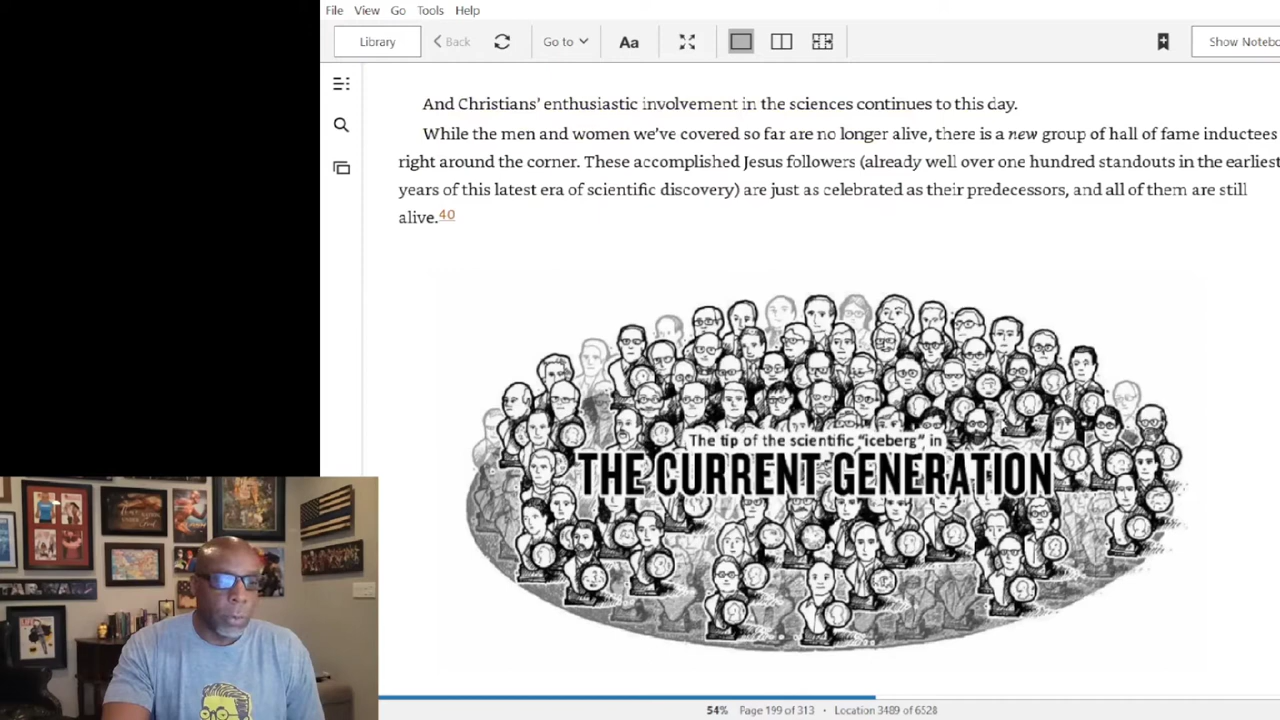 File View Go Tools Help
Library Back Go to Aa Show Notebo
And Christians' enthusiastic involvement in the sciences continues to this day.
While the men and women we've covered so far are no longer alive, there is a new group of hall of fame inductees
right around the corner. These accomplished Jesus followers (already well over one hundred standouts in the earliest
years of this latest era of scientific discovery) are just as celebrated as their predecessors, and all of them are still
alive.40
The tip of the scientific "iceberg" in
THE CURRENT GENERATION
54% Page 199 of 313 • Location 3489 of 6528